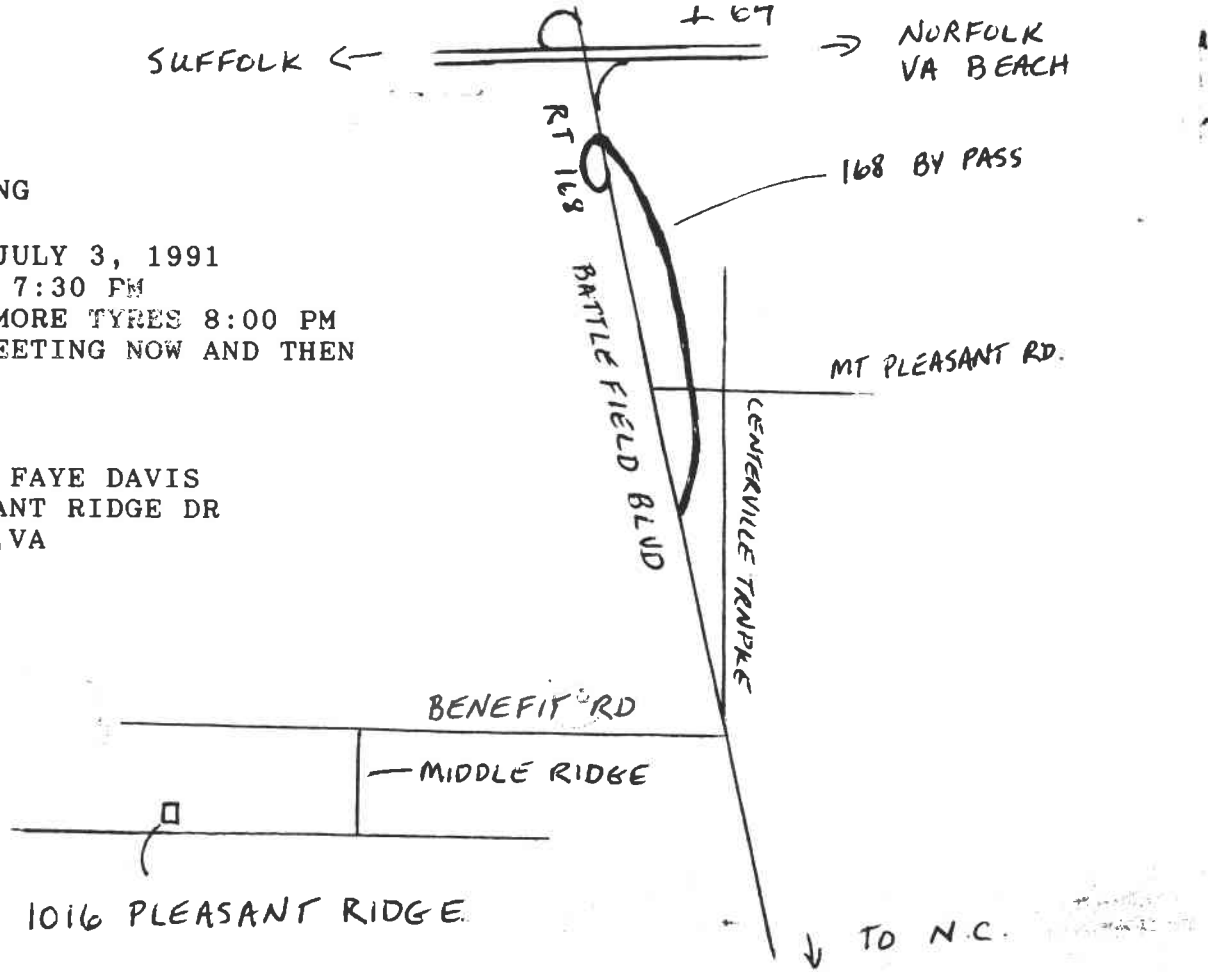 SUFFOLK ←
→ NORFOLK
VA BEACH
RT 168
168 BY PASS
NG
JULY 3, 1991
7:30 PM
MORE TYRES 8:00 PM
EETING NOW AND THEN
BATTLE FIELD BLVD
MT PLEASANT RD.
CENTERVILLE TRNPKE
FAYE DAVIS
ANT RIDGE DR
VA
BENEFIT RD
MIDDLE RIDGE
1016 PLEASANT RIDGE
↓ TO N.C.